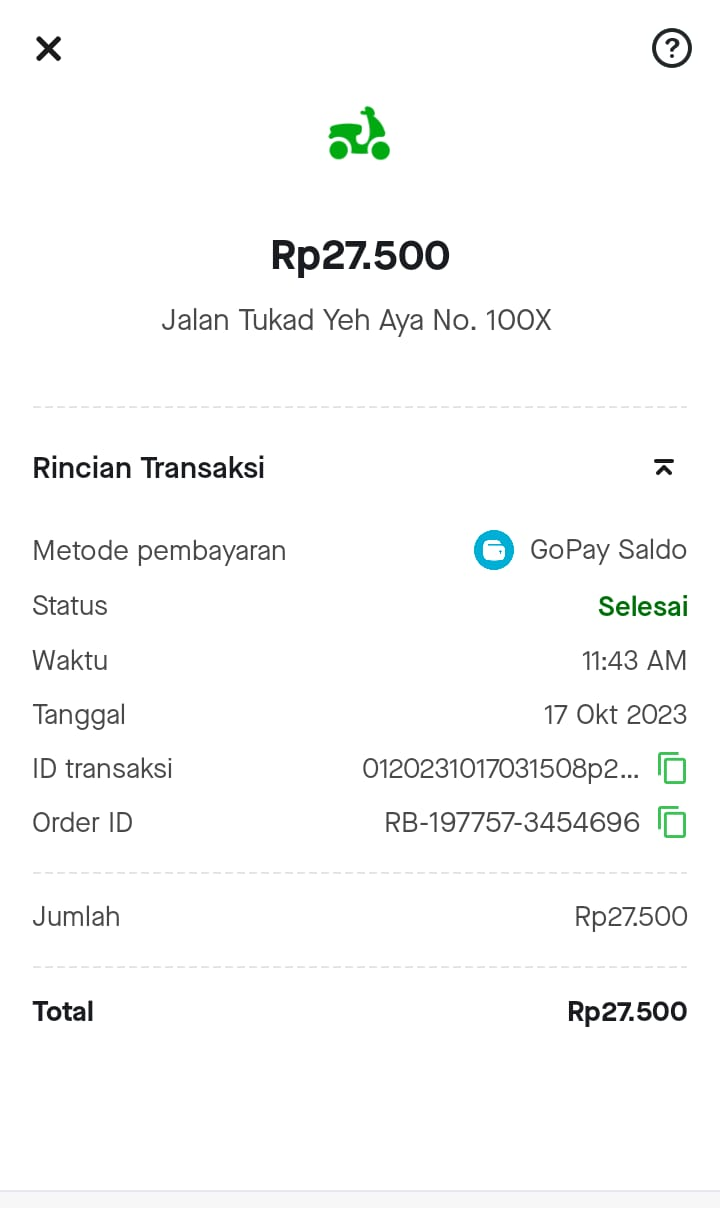 Rp27.500
Jalan Tukad Yeh Aya No. 100X
Rincian Transaksi
Metode pembayaran GoPay Saldo
Status Selesai
Waktu 11:43 AM
Tanggal 17 Okt 2023
ID transaksi 0120231017031508p2...
Order ID RB-197757-3454696
Jumlah Rp27.500
Total Rp27.500